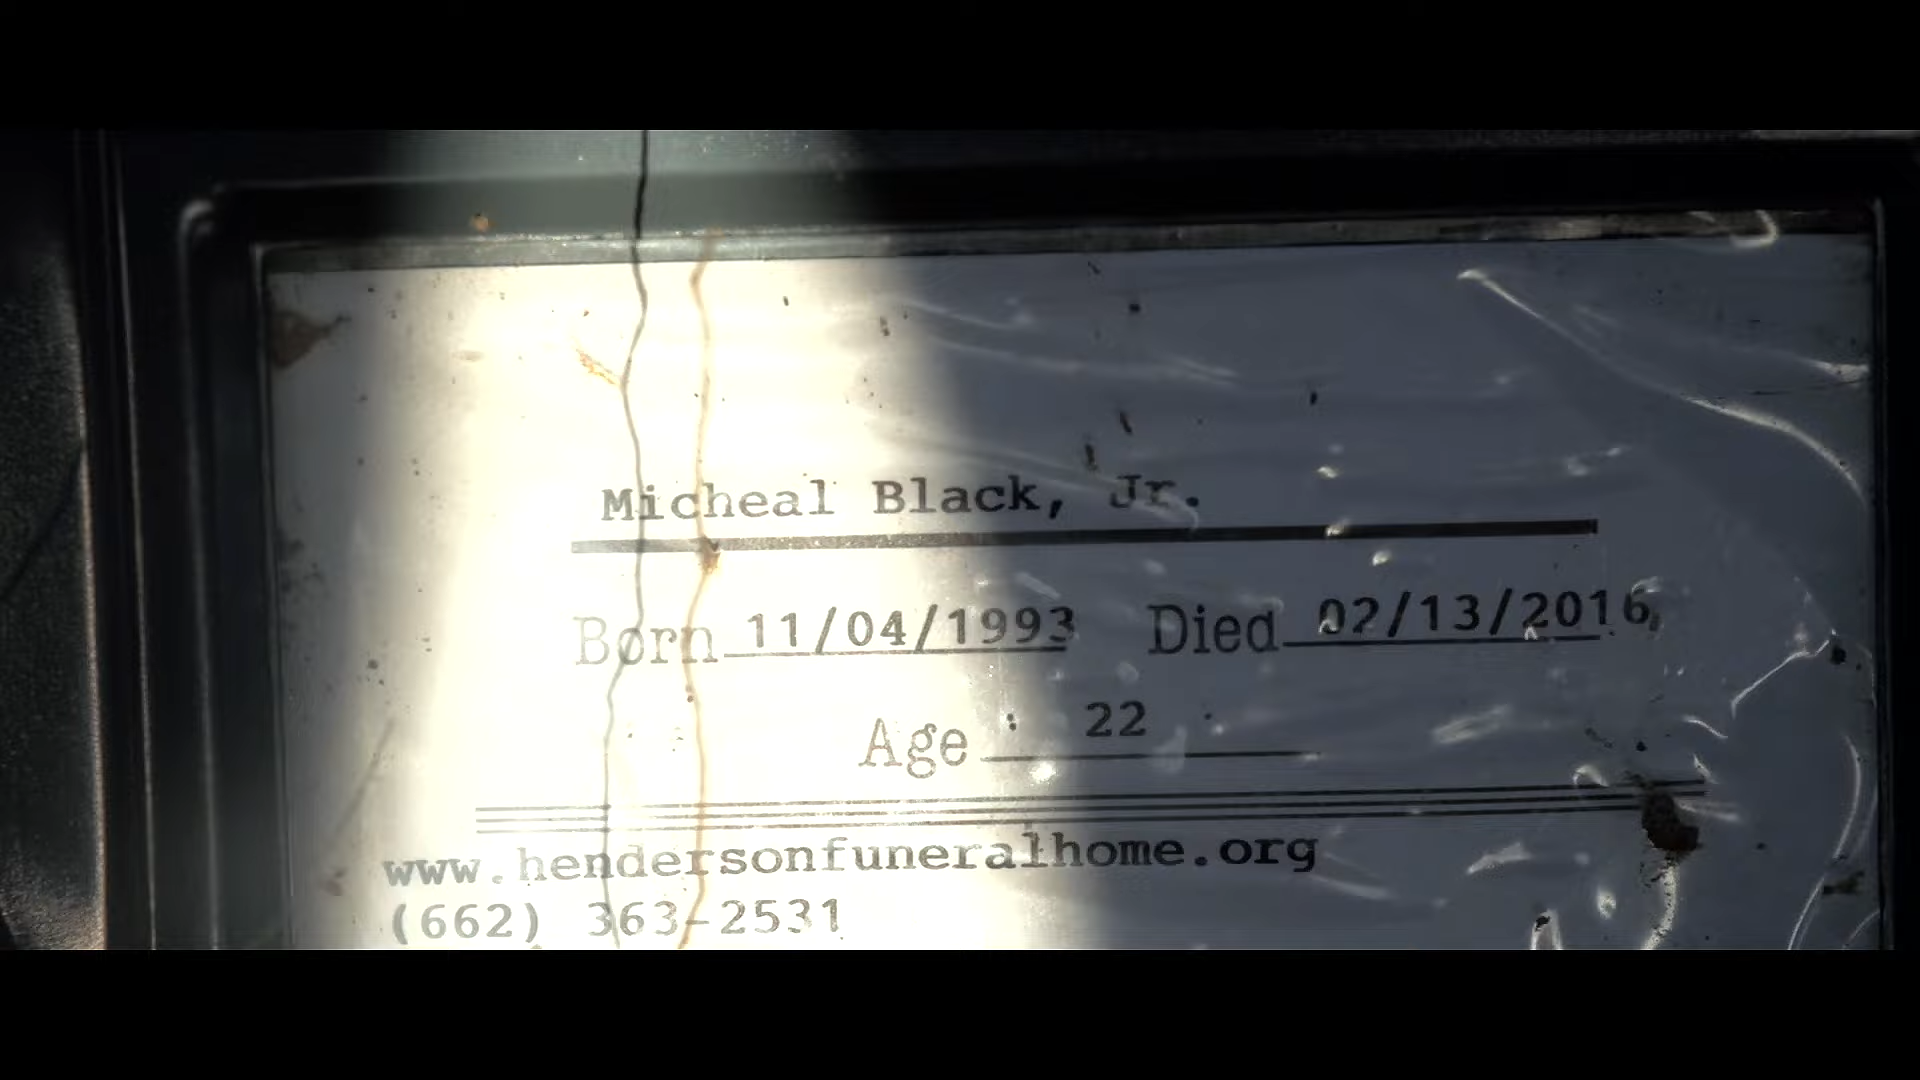 Micheal Black, Jr.
Born 11/04/1993 Died 02/13/2016
Age 22
www.hendersonfuneralhome.org
(662) 363-2531